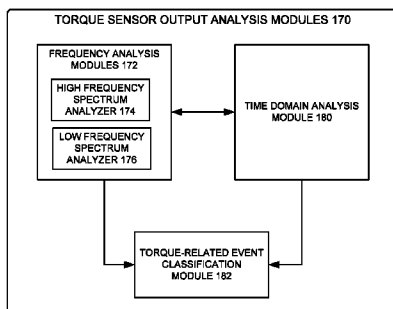 TORQUE SENSOR OUTPUT ANALYSIS MODULES 170
FREQUENCY ANALYSIS
MODULES 172
HIGH FREQUENCY
SPECTRUM
ANALYZER 174
LOW FREQUENCY
SPECTRUM
ANALYZER 176
TIME DOMAIN ANALYSIS
MODULE 180
TORQUE-RELATED EVENT
CLASSIFICATION
MODULE 182